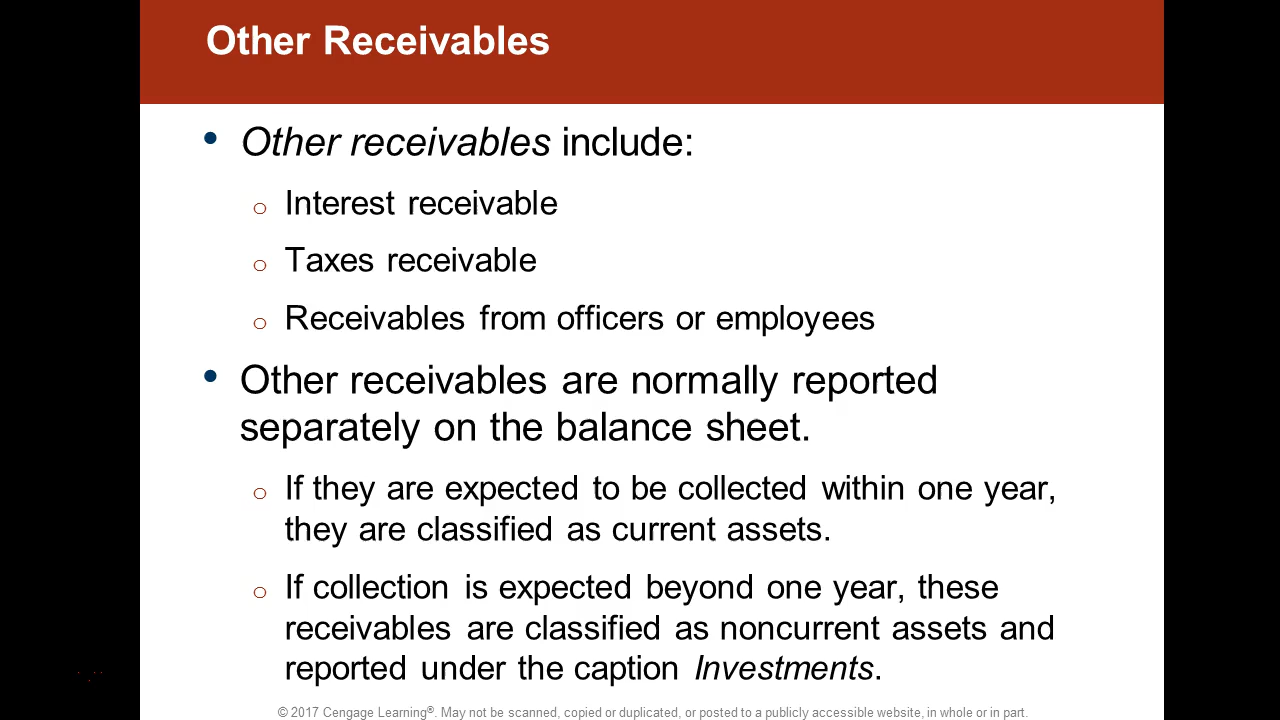 Other Receivables
• Other receivables include:
o Interest receivable
o Taxes receivable
o Receivables from officers or employees
• Other receivables are normally reported
separately on the balance sheet.
o If they are expected to be collected within one year,
they are classified as current assets.
o If collection is expected beyond one year, these
receivables are classified as noncurrent assets and
reported under the caption Investments.
© 2017 Cengage Learning®. May not be scanned, copied or duplicated, or posted to a publicly accessible website, in whole or in part.